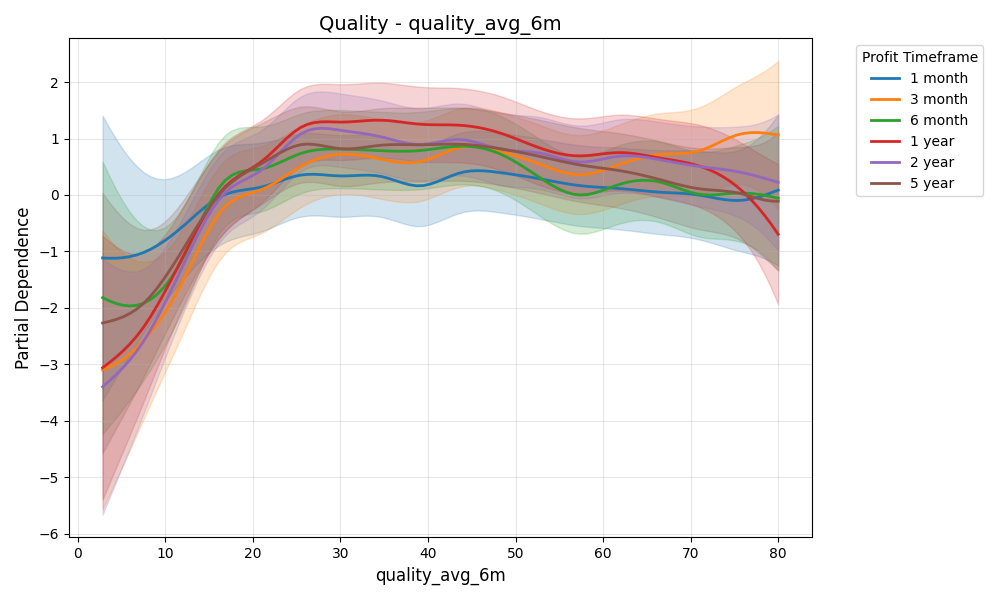 Quality - quality_avg_6m
Profit Timeframe
1 month
3 month
6 month
1 year
2 year
5 year
Partial Dependence
2
1
0
−1
−2
−3
−4
−5
−6
0 10 20 30 40 50 60 70 80
quality_avg_6m